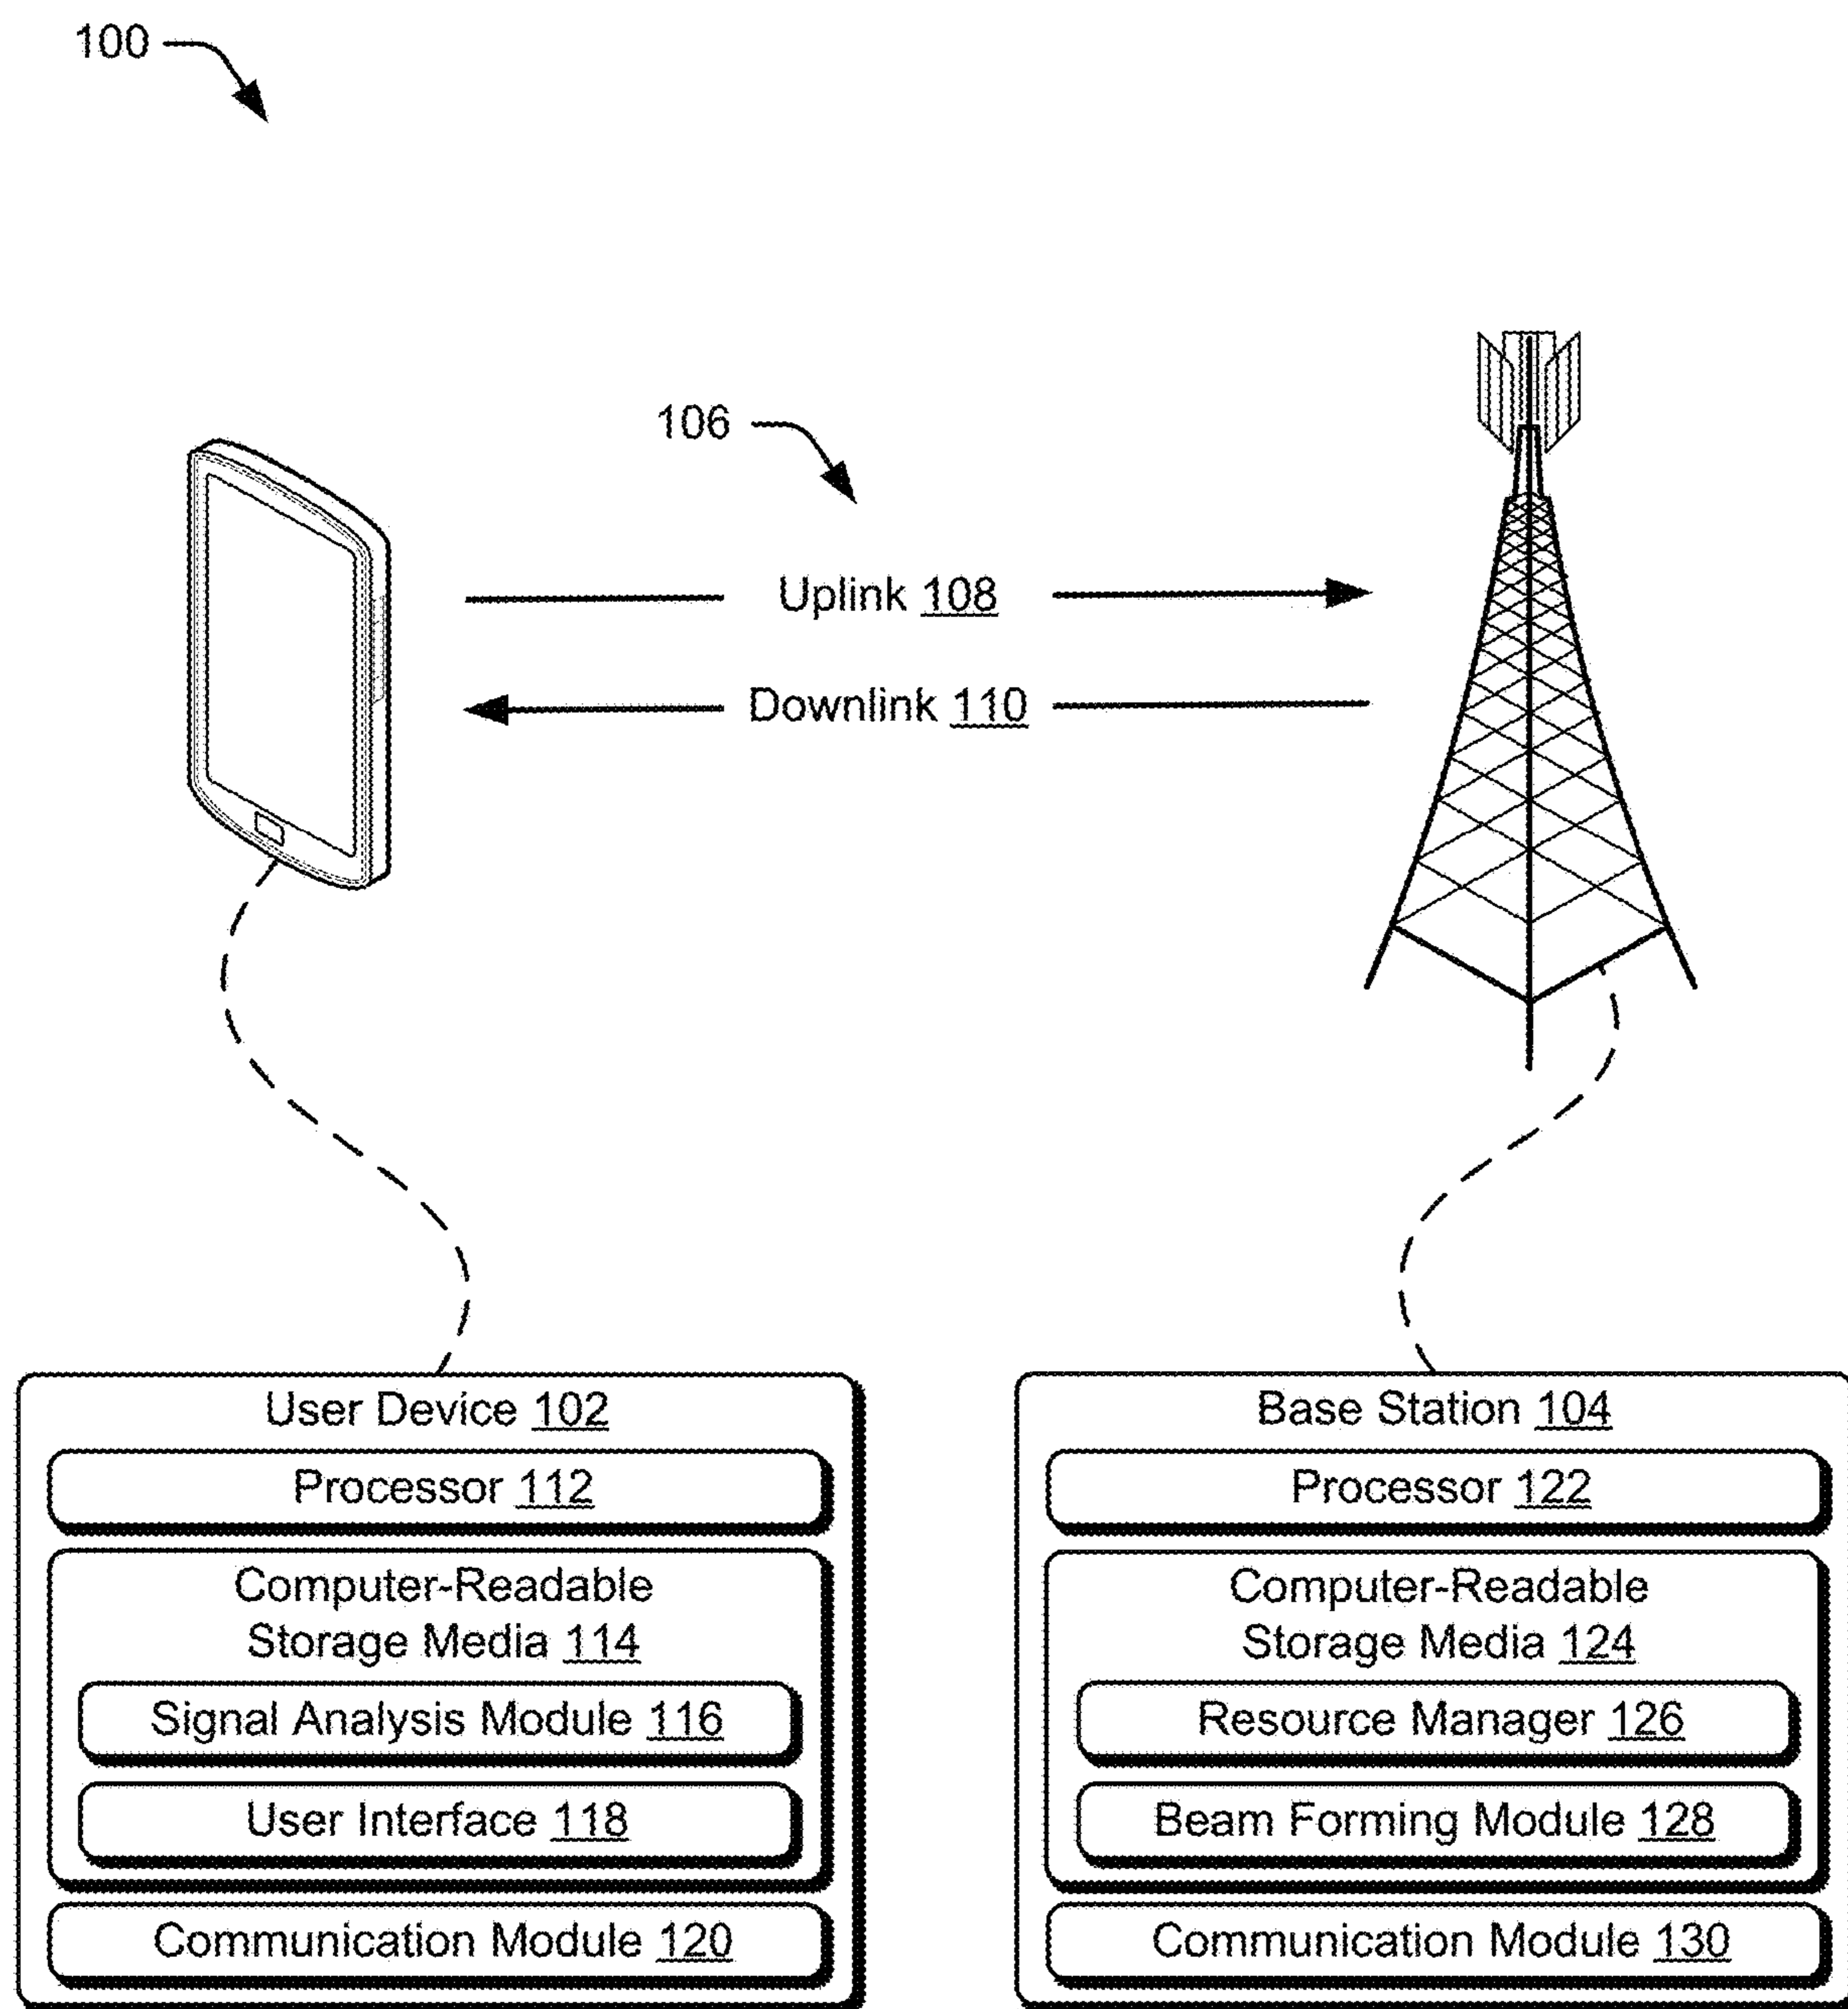 100
106
Uplink 108
Downlink 110
User Device 102
Processor 112
Computer-Readable
Storage Media 114
Signal Analysis Module 116
User Interface 118
Communication Module 120
Base Station 104
Processor 122
Computer-Readable
Storage Media 124
Resource Manager 126
Beam Forming Module 128
Communication Module 130